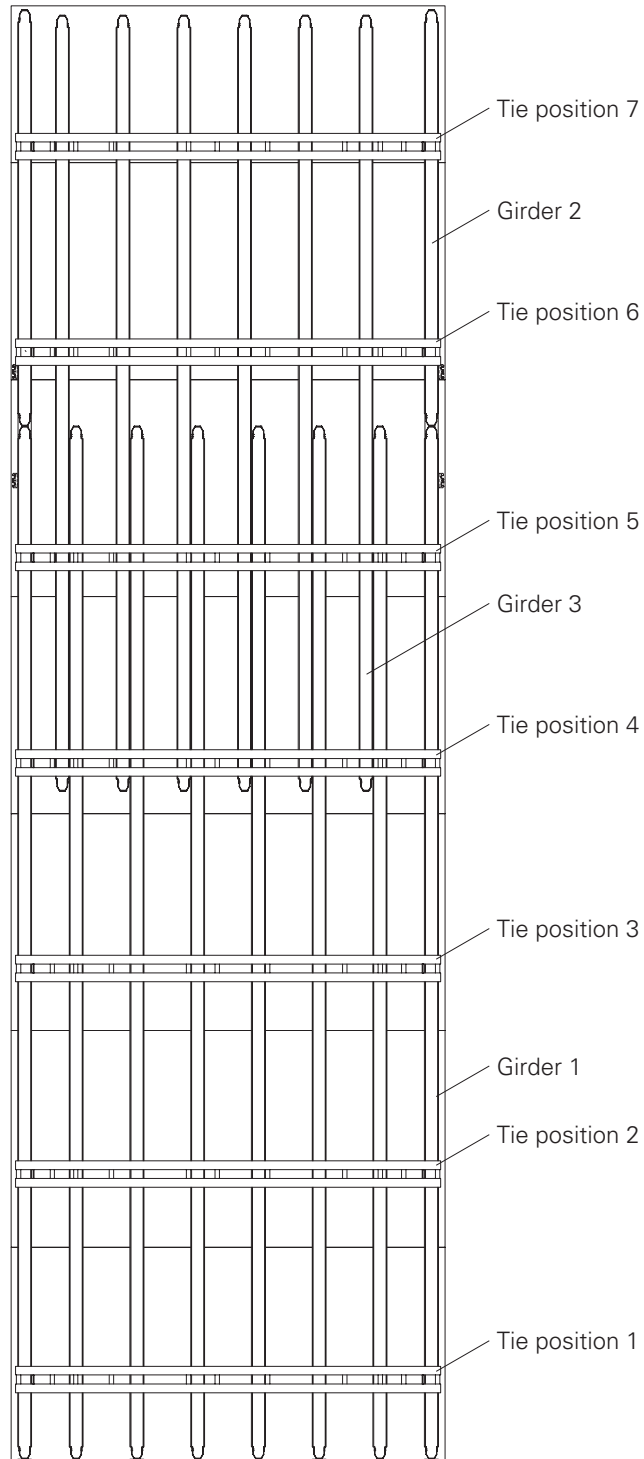 Tie position 7
Girder 2
Tie position 6
Tie position 5
Girder 3
Tie position 4
Tie position 3
Girder 1
Tie position 2
Tie position 1